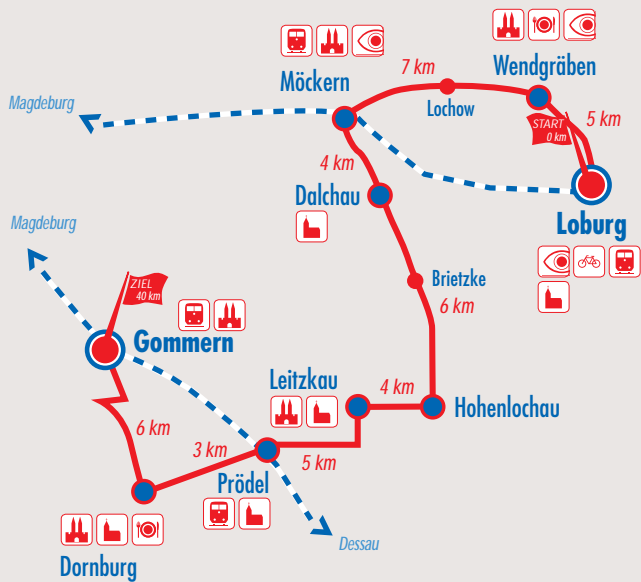 Wendgräben
7 km
Möckern
Magdeburg
Lochow
START
0 km
5 km
4 km
Dalchau
Loburg
Magdeburg
Brietzke
ZIEL
40 km
6 km
Gommern
Leitzkau
4 km
Hohenlochau
6 km
3 km
5 km
Prödel
Dessau
Dornburg